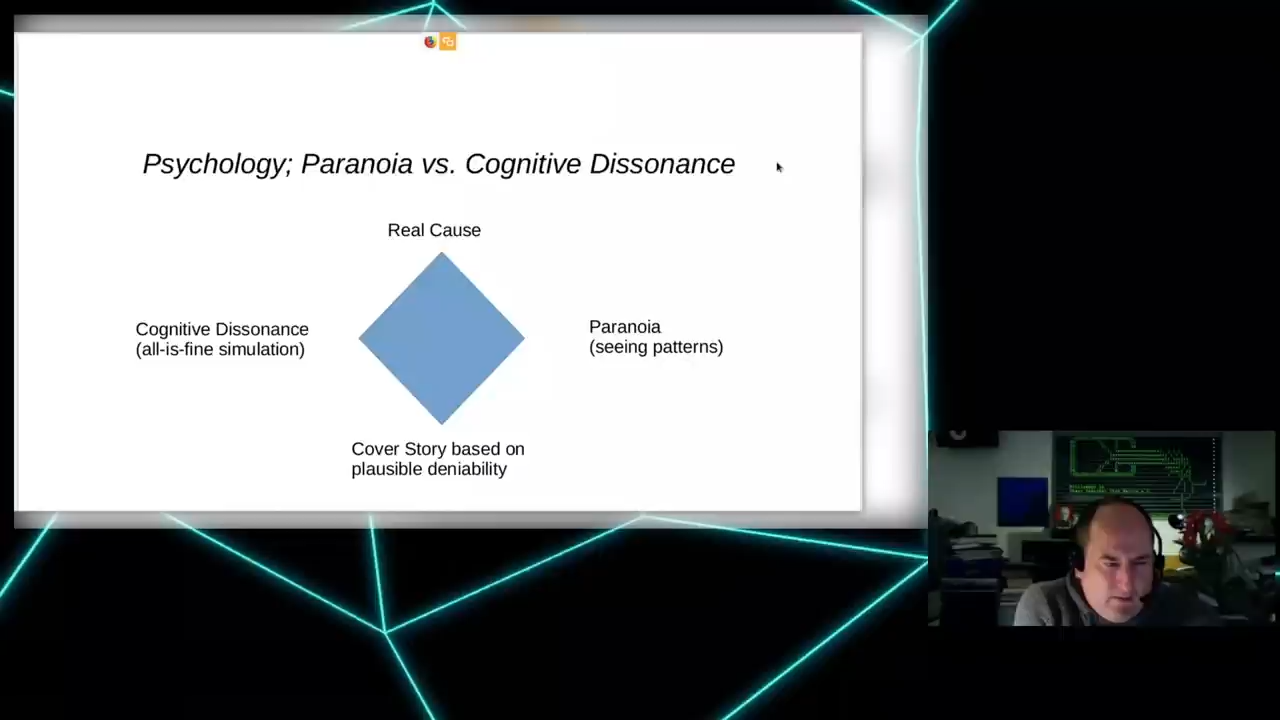 Psychology; Paranoia vs. Cognitive Dissonance
Real Cause
Cognitive Dissonance
(all-is-fine simulation)
Paranoia
(seeing patterns)
Cover Story based on
plausible deniability